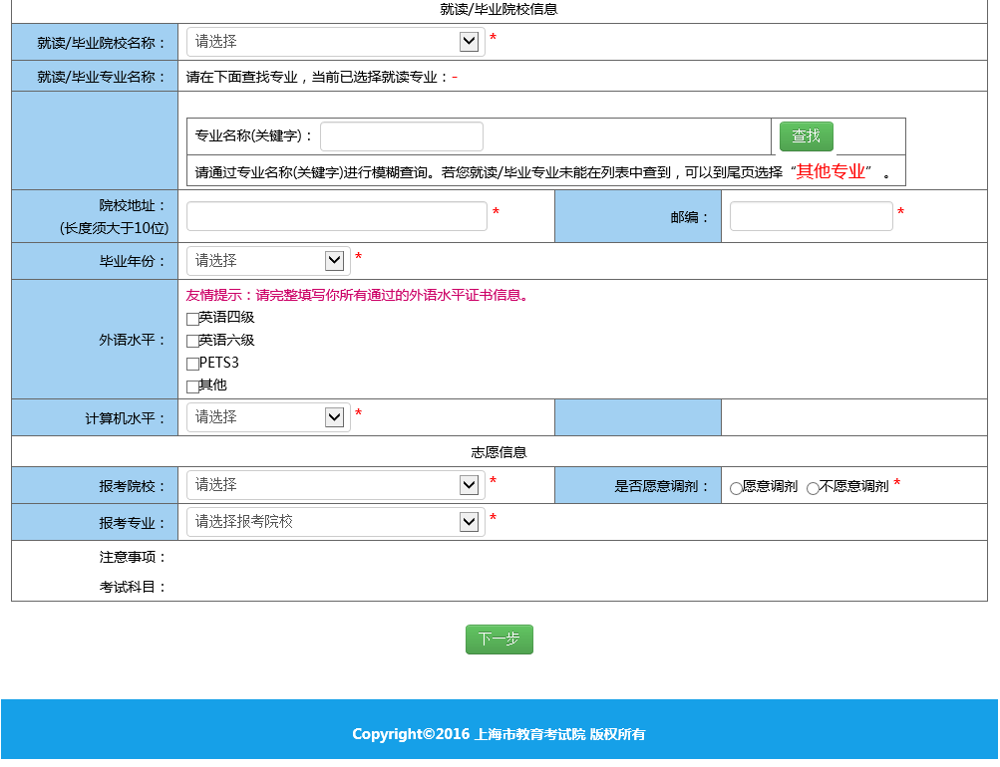 就读/毕业院校信息
就读/毕业院校名称： 请选择 *
就读/毕业专业名称： 请在下面查找专业，当前已选择就读专业：-
专业名称(关键字)： 查找
请通过专业名称(关键字)进行模糊查询。若您就读/毕业专业未能在列表中查到，可以到尾页选择“其他专业” 。
院校地址：
(长度须大于10位) * 邮编： *
毕业年份： 请选择 *
友情提示：请完整填写你所有通过的外语水平证书信息。
外语水平：
英语四级
英语六级
PETS3
其他
计算机水平： 请选择 *
志愿信息
报考院校： 请选择 * 是否愿意调剂： 愿意调剂 不愿意调剂 *
报考专业： 请选择报考院校 *
注意事项：
考试科目：
下一步
Copyright©2016 上海市教育考试院 版权所有